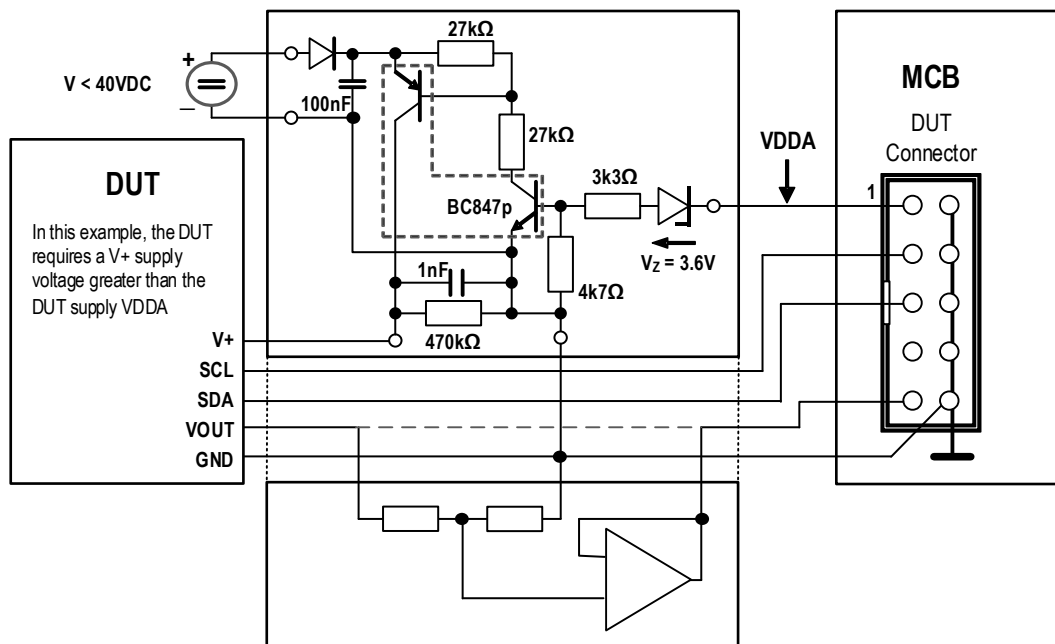 27kΩ
+
V < 40VDC
–
100nF
MCB
DUT
Connector
27kΩ
VDDA
DUT
3k3Ω
1
In this example, the DUT
requires a V+ supply
voltage greater than the
DUT supply VDDA
BC847p
VZ = 3.6V
1nF
4k7Ω
470kΩ
V+
SCL
SDA
VOUT
GND